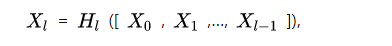 X_l = H_l ([ X_0 , X_1 ,..., X_{l−1} ]),